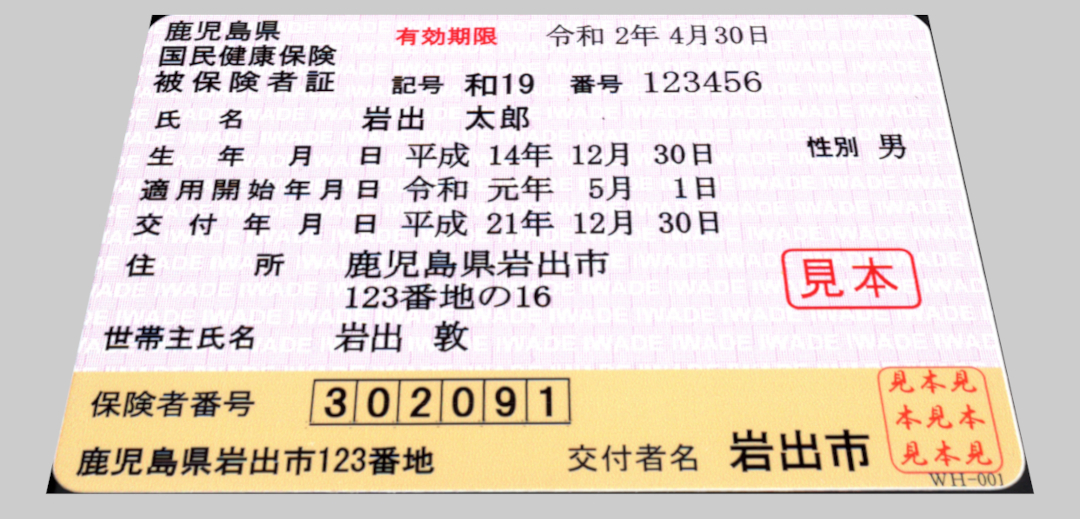 鹿児島県 有効期限 令和 2年 4月30日
国民健康保険
被保険者証 記号 和19 番号 123456
氏 名 岩出 太郎
生年月日 平成 14年 12月 30日 性別 男
適用開始年月日 令和 元年 5月 1日
交付年月日 平成 21年 12月 30日
住 所 鹿児島県岩出市
123番地の16
見本
世帯主氏名 岩出 敦
保険者番号 302091
見本見
本見本
見本見
鹿児島県岩出市123番地 交付者名 岩出市
WH-001